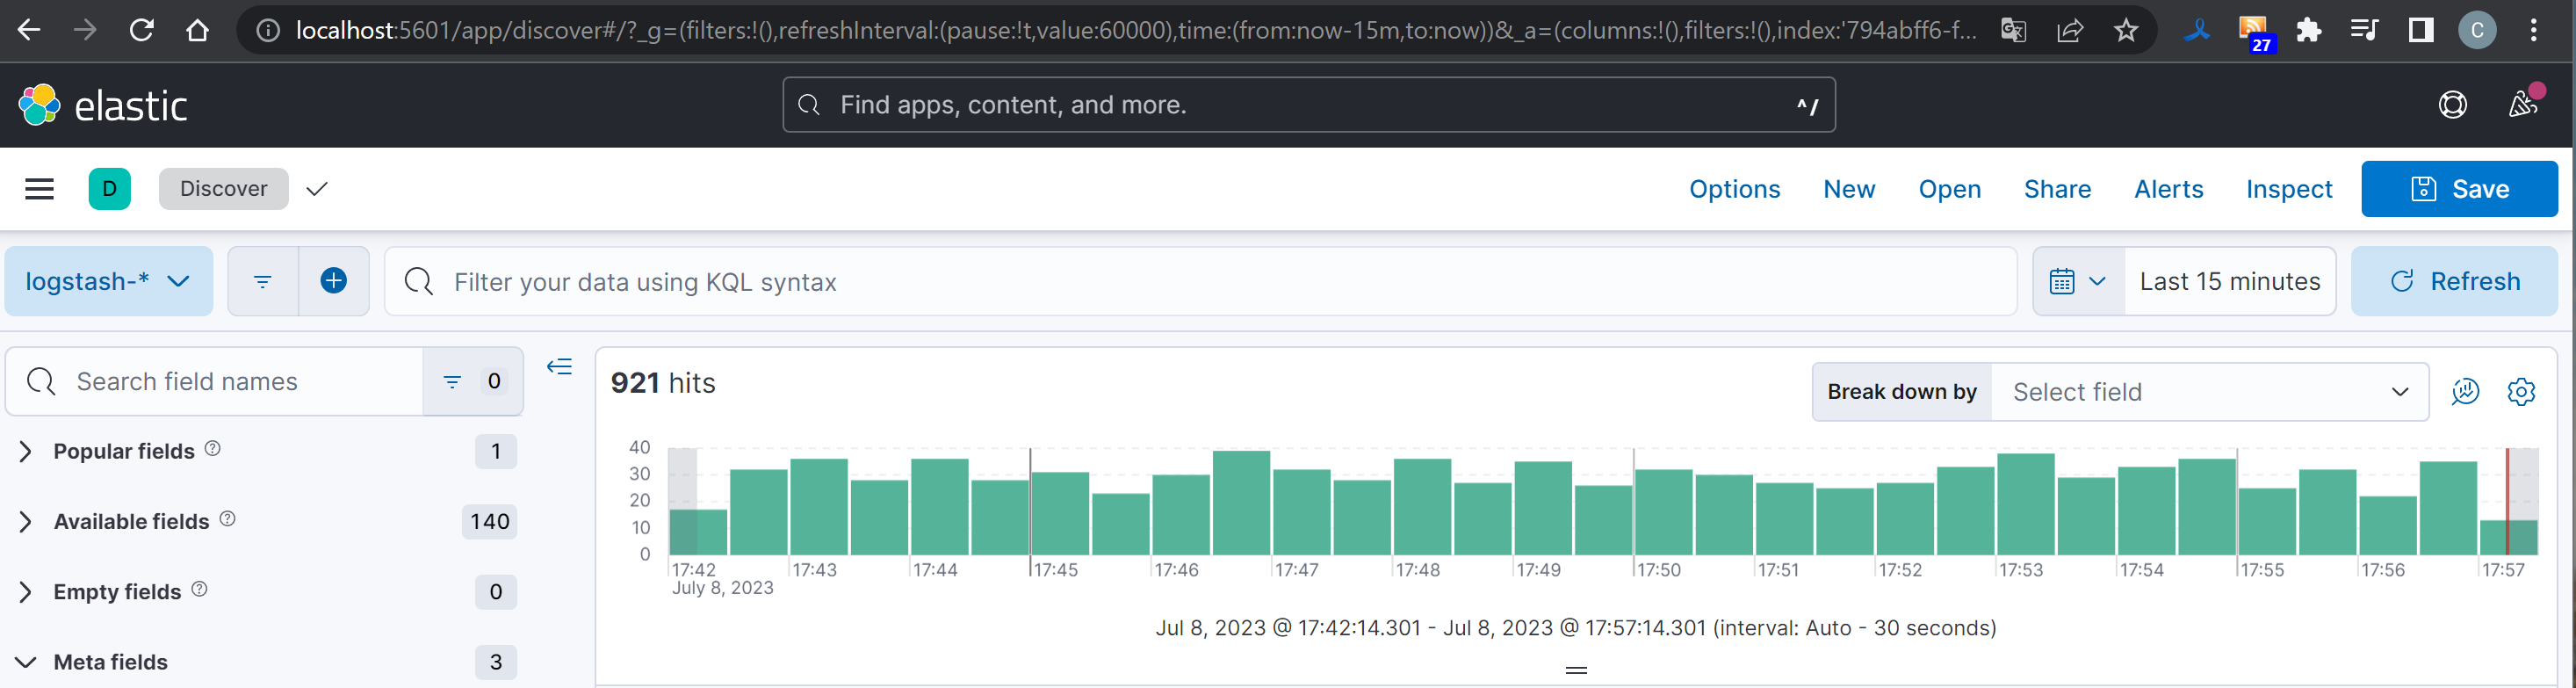 localhost:5601/app/discover#/?_g=(filters:!(),refreshInterval:(pause:!t,value:60000),time:(from:now-15m,to:now))&_a=(columns:!(),filters:!(),index:'794abff6-f...
27
C
elastic
Find apps, content, and more.
^/
D
Discover
Options
New
Open
Share
Alerts
Inspect
Save
logstash-*
Filter your data using KQL syntax
Last 15 minutes
Refresh
Search field names
0
921 hits
Break down by
Select field
Popular fields
1
Available fields
140
Empty fields
0
Meta fields
3
40
30
20
10
0
17:42
17:43
17:44
17:45
17:46
17:47
17:48
17:49
17:50
17:51
17:52
17:53
17:54
17:55
17:56
17:57
July 8, 2023
Jul 8, 2023 @ 17:42:14.301 - Jul 8, 2023 @ 17:57:14.301 (interval: Auto - 30 seconds)